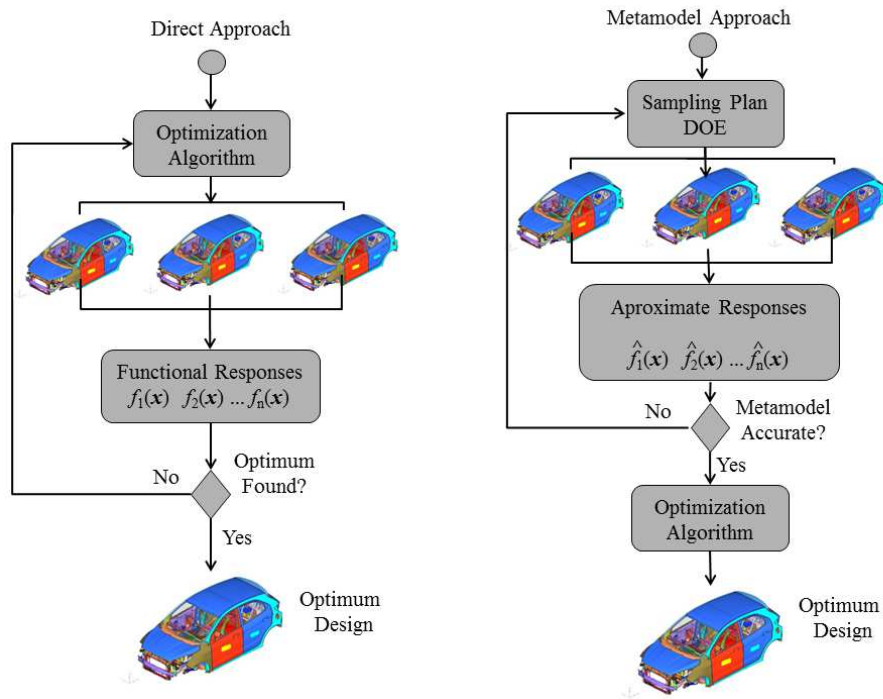 Direct Approach
Optimization
Algorithm
Functional Responses
f₁(x) f₂(x) ... fₙ(x)
No
Optimum
Found?
Yes
Optimum
Design
Metamodel Approach
Sampling Plan
DOE
Aproximate Responses
f̂₁(x) f̂₂(x) ... f̂ₙ(x)
No
Metamodel
Accurate?
Yes
Optimization
Algorithm
Optimum
Design